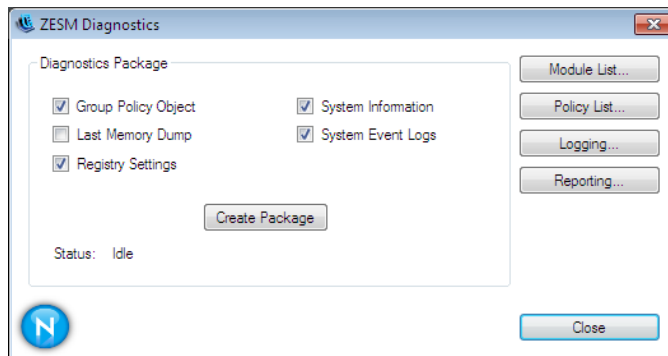 ZESM Diagnostics
Diagnostics Package
Group Policy Object
System Information
Last Memory Dump
System Event Logs
Registry Settings
Create Package
Status: Idle
Module List...
Policy List...
Logging...
Reporting...
N
Close